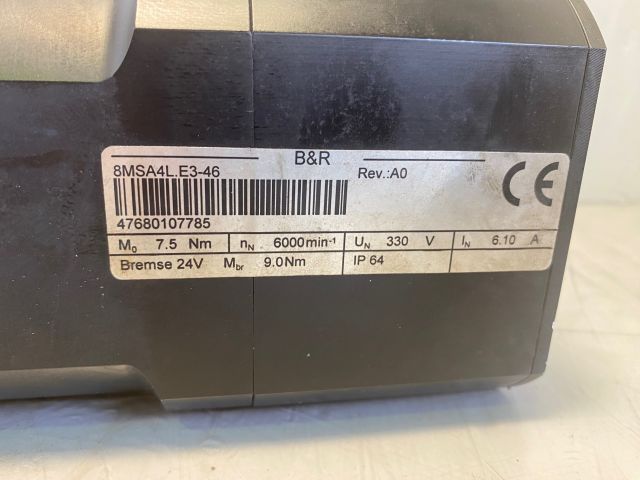 B&R
8MSA4L.E3-46 Rev.:A0
CE
47680107785
M₀ 7.5 Nm nN 6000min-¹ UN 330 V IN 6.10 A
Bremse 24V Mbr 9.0Nm IP 64